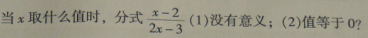 当 x 取什么值时，分式 \frac{x-2}{2x-3} (1)没有意义；(2)值等于 0?